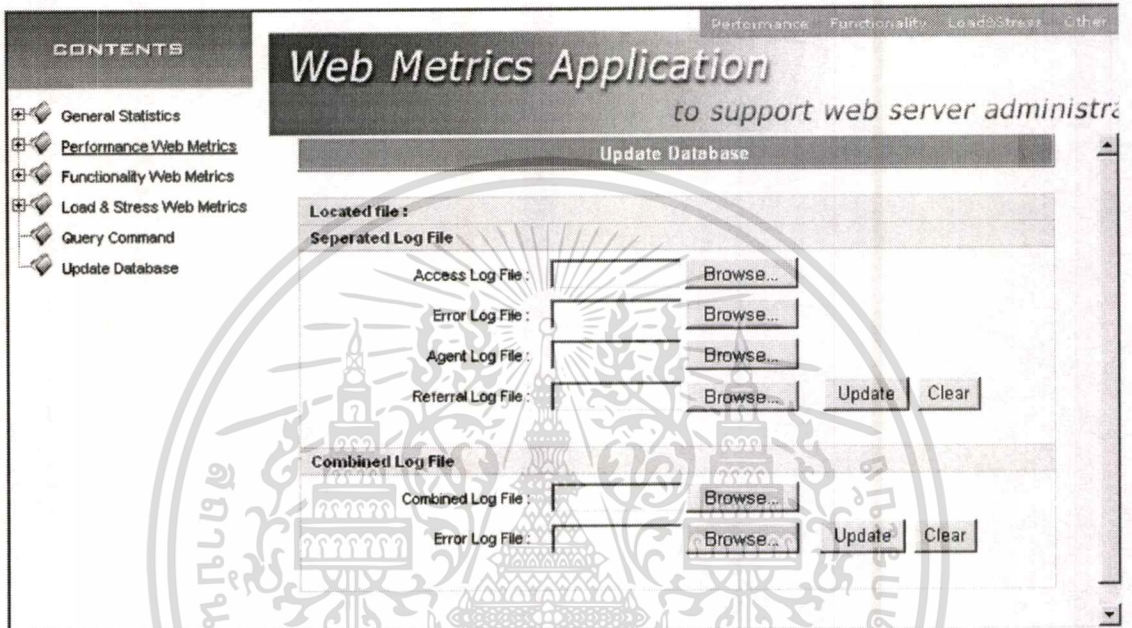 Performance Functionality Load&Stress Other
CONTENTS
Web Metrics Application
to support web server administra
General Statistics
Performance Web Metrics
Functionality Web Metrics
Load & Stress Web Metrics
Query Command
Update Database
Update Database
Located file :
Seperated Log File
Access Log File : Browse...
Error Log File : Browse...
Agent Log File : Browse...
Referral Log File : Browse... Update Clear
Combined Log File
Combined Log File : Browse...
Error Log File : Browse... Update Clear